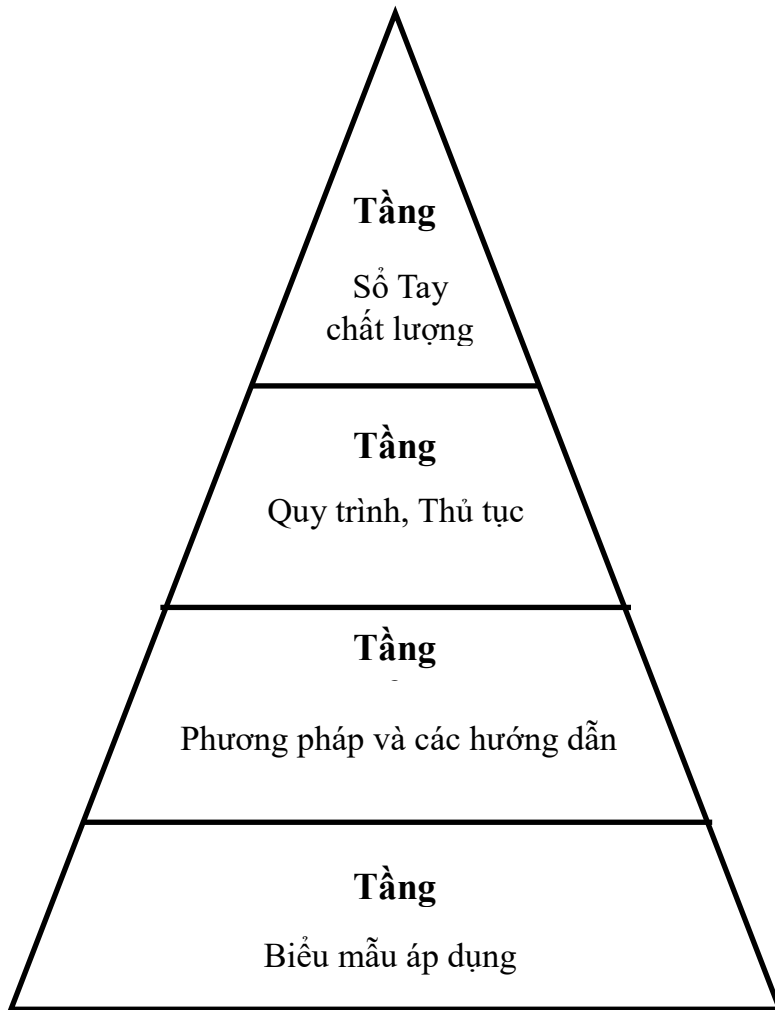 Tầng
Sổ Tay
chất lượng
Tầng
Quy trình, Thủ tục
Tầng
Phương pháp và các hướng dẫn
Tầng
Biểu mẫu áp dụng